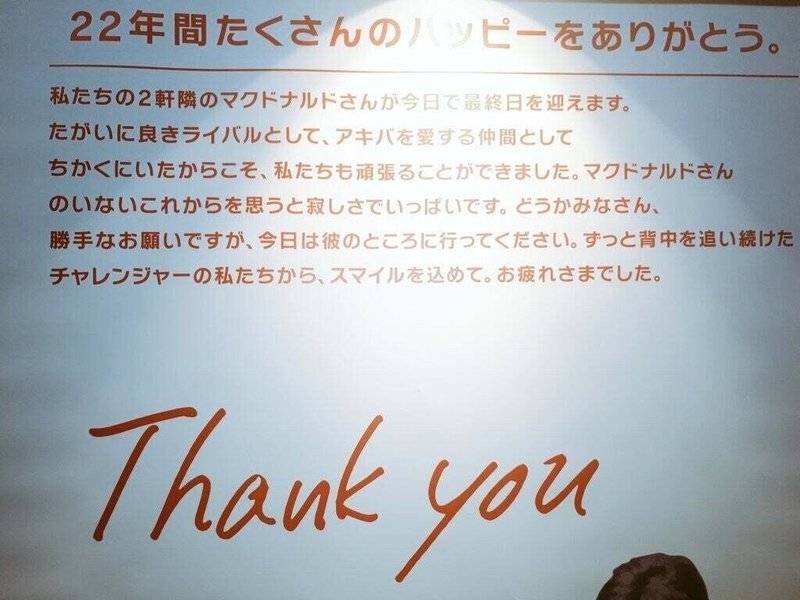 22年間たくさんのハッピーをありがとう。
私たちの2軒隣のマクドナルドさんが今日で最終日を迎えます。
たがいに良きライバルとして、アキバを愛する仲間として
ちかくにいたからこそ、私たちも頑張ることができました。マクドナルドさん
のいないこれからを思うと寂しさでいっぱいです。どうかみなさん、
勝手なお願いですが、今日は彼のところに行ってください。ずっと背中を追い続けた
チャレンジャーの私たちから、スマイルを込めて。お疲れさまでした。
Thank you